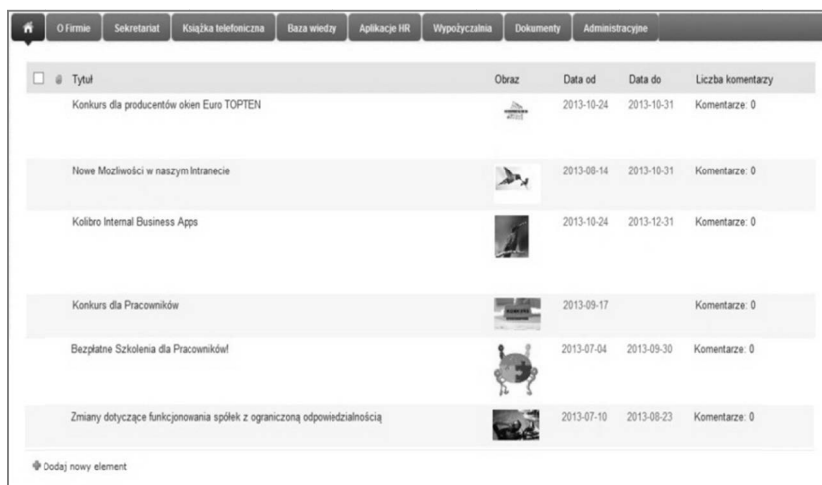 O Firmie Sekretariat Książka telefoniczna Baza wiedzy Aplikacje HR Wypożyczalnia Dokumenty Administracyjne
Tytuł Obraz Data od Data do Liczba komentarzy
Konkurs dla producentów okien Euro TOPTEN 2013-10-24 2013-10-31 Komentarze: 0
Nowe Mozliwości w naszym Intranecie 2013-08-14 2013-10-31 Komentarze: 0
Kolibro Internal Business Apps 2013-10-24 2013-12-31 Komentarze: 0
Konkurs dla Pracowników 2013-09-17 Komentarze: 0
Bezpłatne Szkolenia dla Pracowników! 2013-07-04 2013-09-30 Komentarze: 0
Zmiany dotyczące funkcjonowania spółek z ograniczoną odpowiedzialnością 2013-07-10 2013-08-23 Komentarze: 0
Dodaj nowy element